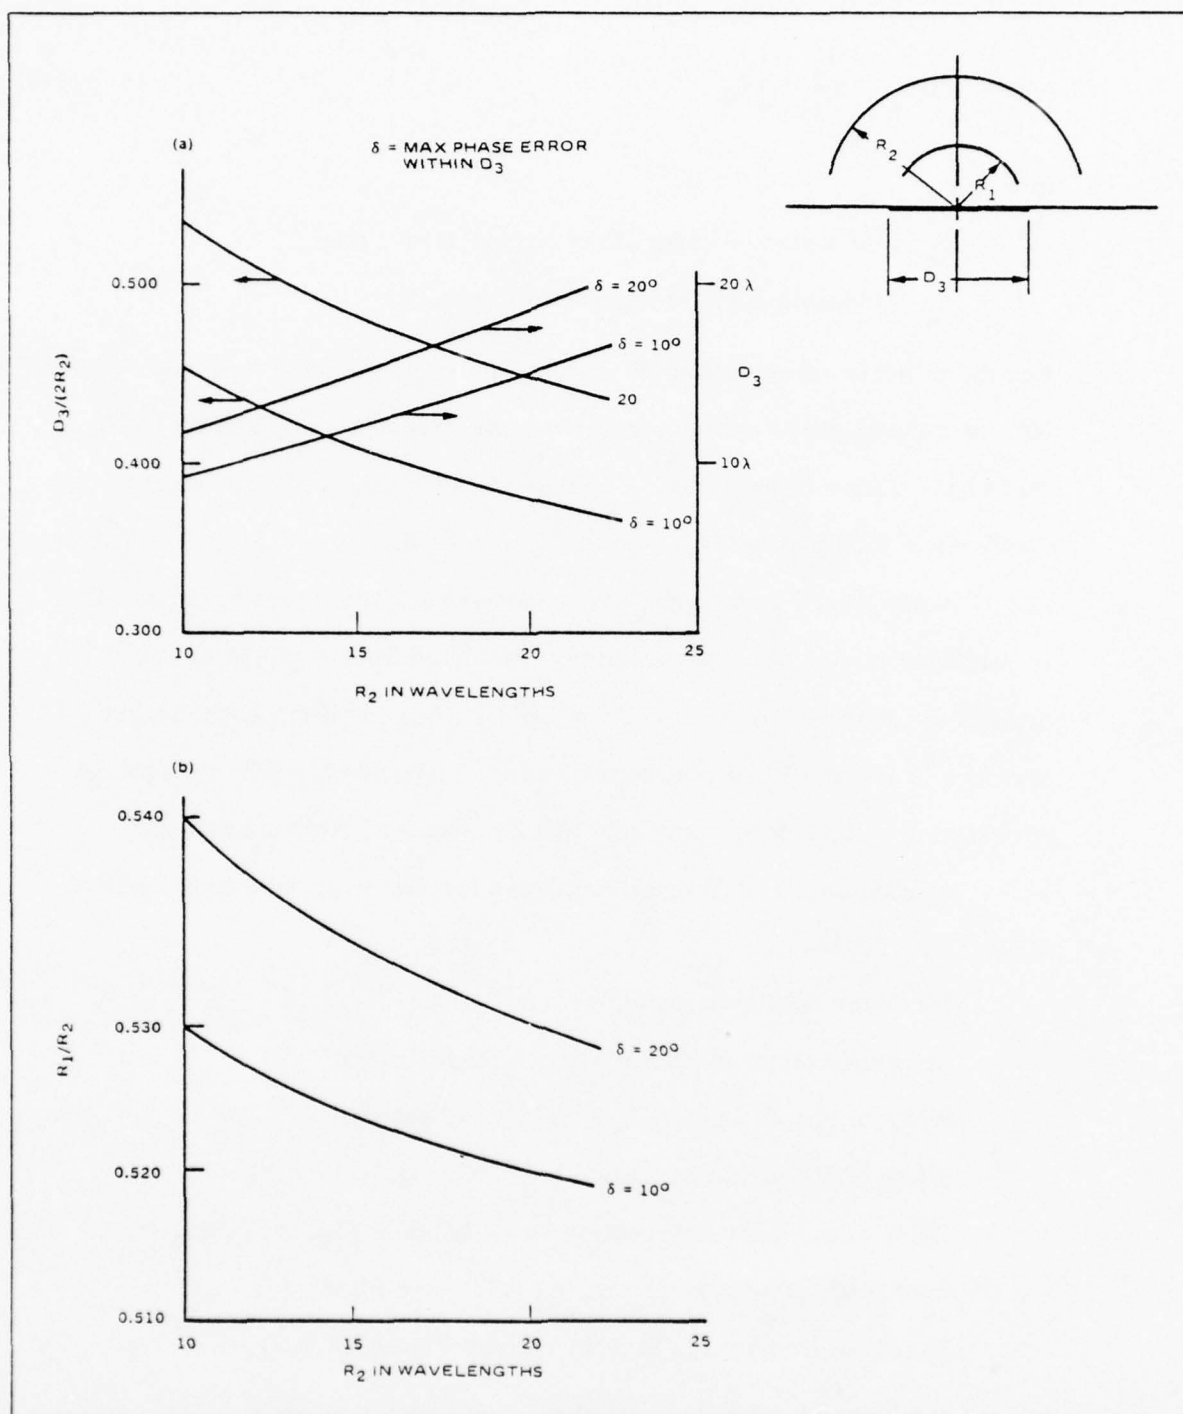 (a)
δ = MAX PHASE ERROR
WITHIN D3
R2
R1
D3
0.500
0.400
0.300
D3/(2R2)
δ = 20°
20 λ
δ = 10°
D3
20
10 λ
δ = 10°
10
15
20
25
R2 IN WAVELENGTHS
(b)
0.540
0.530
0.520
0.510
R1/R2
δ = 20°
δ = 10°
10
15
20
25
R2 IN WAVELENGTHS